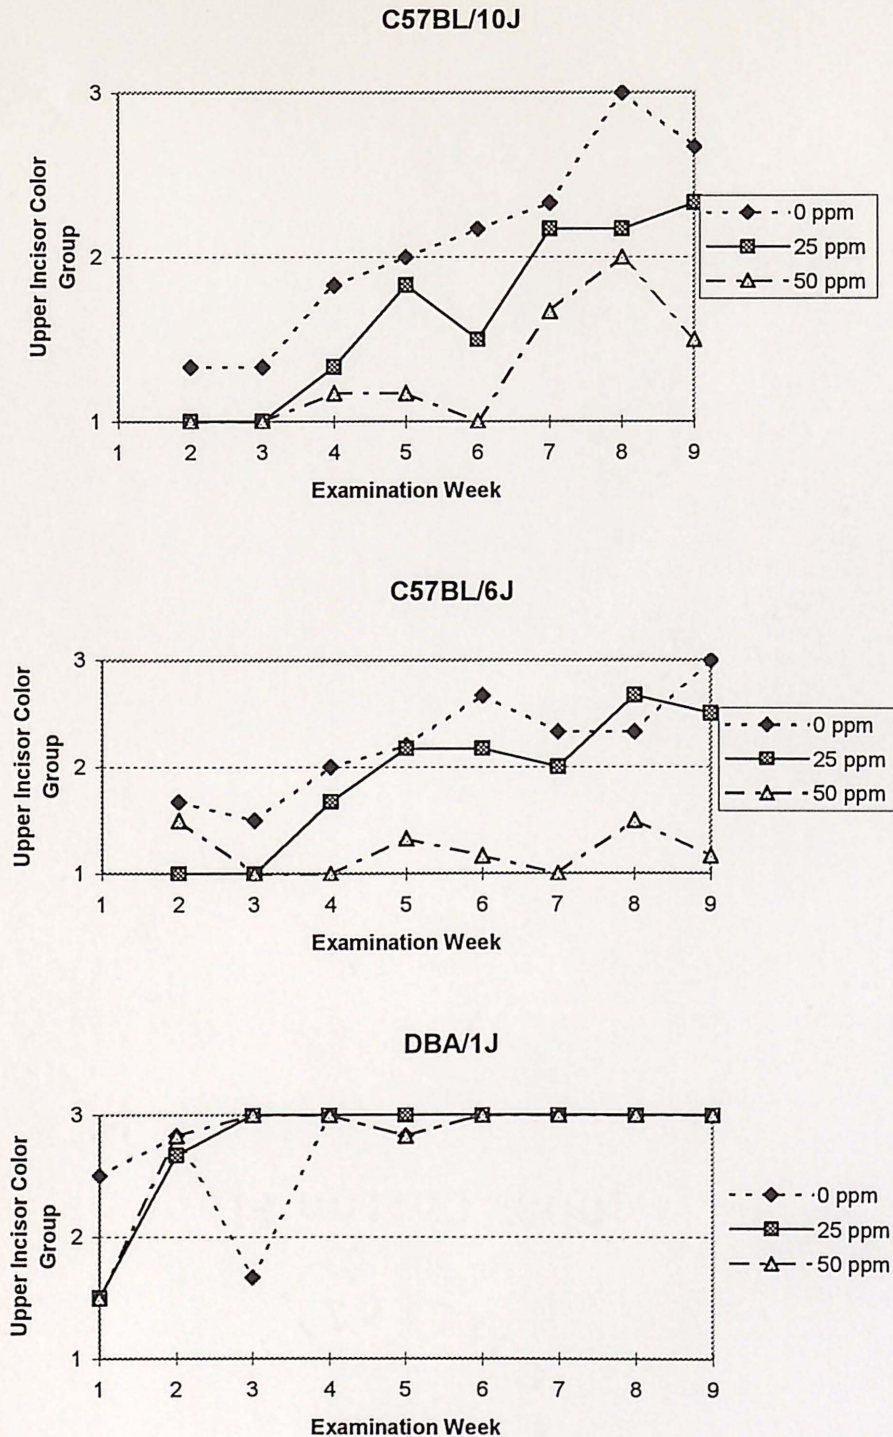 C57BL/10J
3
2
1
Upper Incisor Color
Group
1 2 3 4 5 6 7 8 9
Examination Week
0 ppm
25 ppm
50 ppm
C57BL/6J
3
2
1
Upper Incisor Color
Group
1 2 3 4 5 6 7 8 9
Examination Week
0 ppm
25 ppm
50 ppm
DBA/1J
3
2
1
Upper Incisor Color
Group
1 2 3 4 5 6 7 8 9
Examination Week
0 ppm
25 ppm
50 ppm